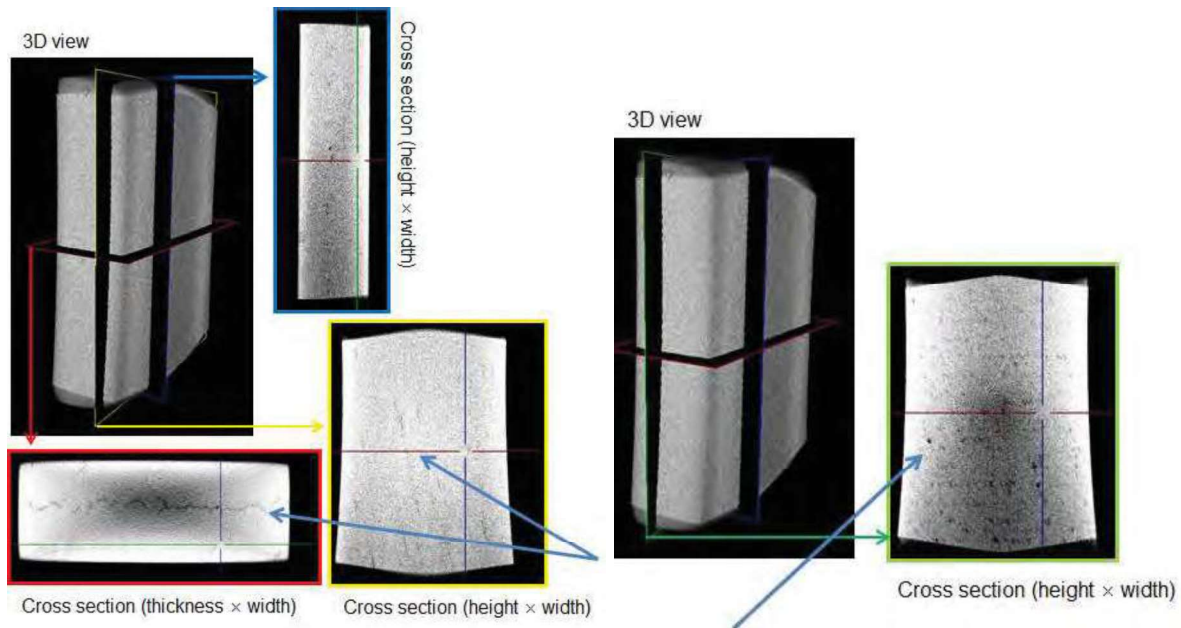 3D view
Cross section (height × width)
3D view
Cross section (thickness × width)
Cross section (height × width)
Cross section (height × width)